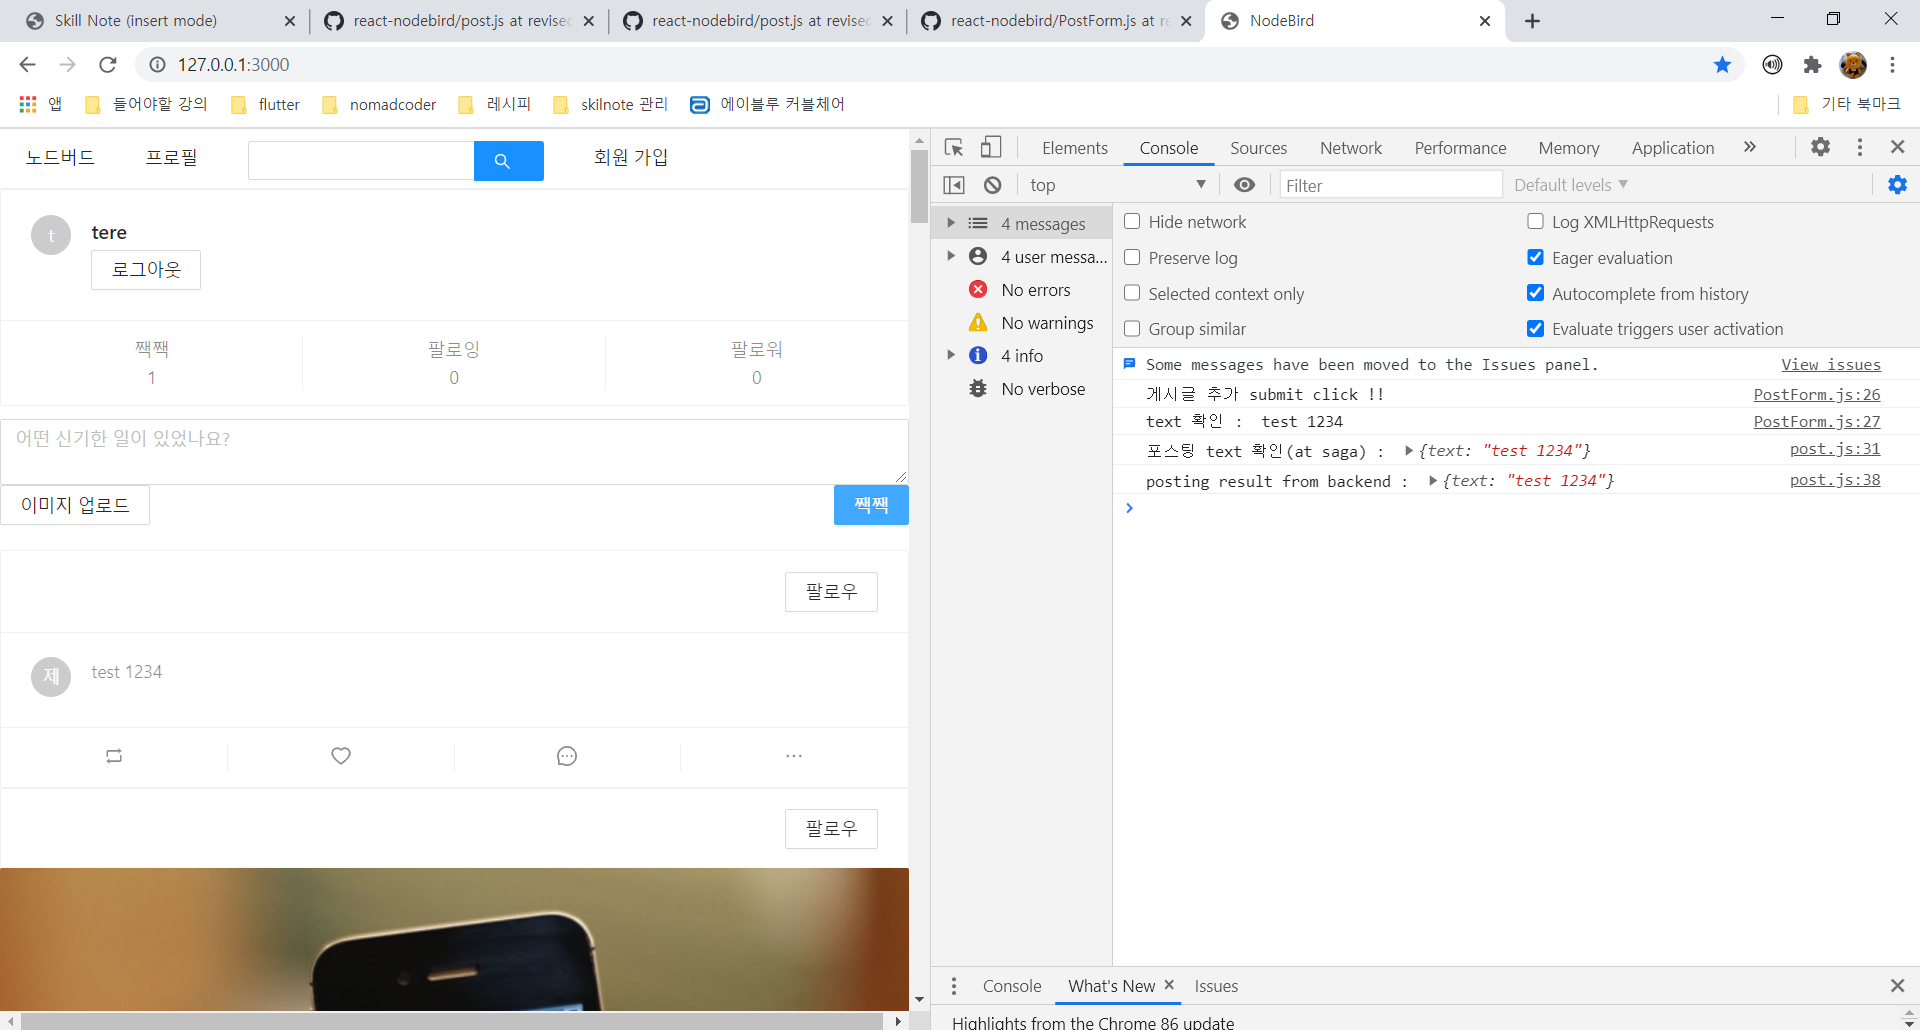 Skill Note (insert mode)
react-nodebird/post.js at revised
react-nodebird/post.js at revised
react-nodebird/PostForm.js at re
NodeBird
127.0.0.1:3000
앱
들어야할 강의
flutter
nomadcoder
레시피
skilnote 관리
에이블루 커블체어
기타 북마크
노드버드
프로필
회원 가입
t
tere
로그아웃
짹짹
1
팔로잉
0
팔로워
0
어떤 신기한 일이 있었나요?
이미지 업로드
짹짹
팔로우
제
test 1234
팔로우
Elements
Console
Sources
Network
Performance
Memory
Application
top
Filter
Default levels
4 messages
4 user messa...
No errors
No warnings
4 info
No verbose
Hide network
Log XMLHttpRequests
Preserve log
Eager evaluation
Selected context only
Autocomplete from history
Group similar
Evaluate triggers user activation
Some messages have been moved to the Issues panel.
View issues
게시글 추가 submit click !!
PostForm.js:26
text 확인 :  test 1234
PostForm.js:27
포스팅 text 확인(at saga) :  {text: "test 1234"}
post.js:31
posting result from backend :  {text: "test 1234"}
post.js:38
Console
What's New
Issues
Highlights from the Chrome 86 update